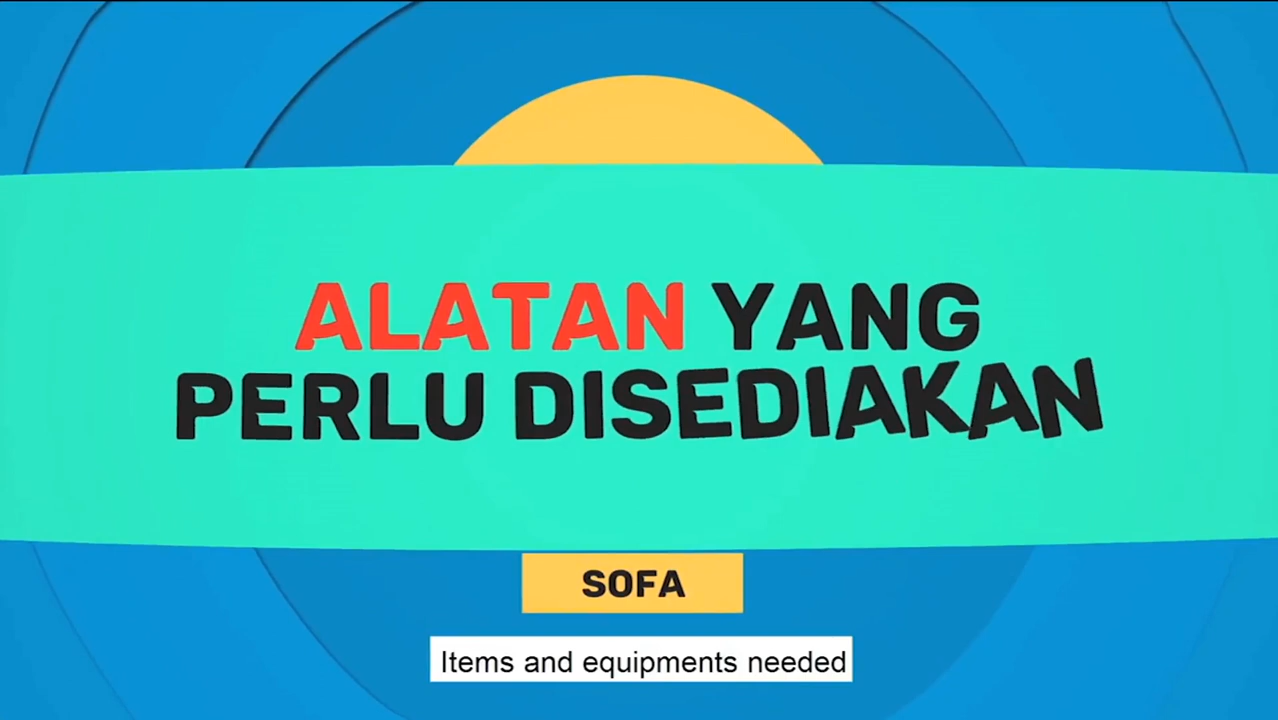 ALATAN YANG
PERLU DISEDIAKAN
SOFA
Items and equipments needed